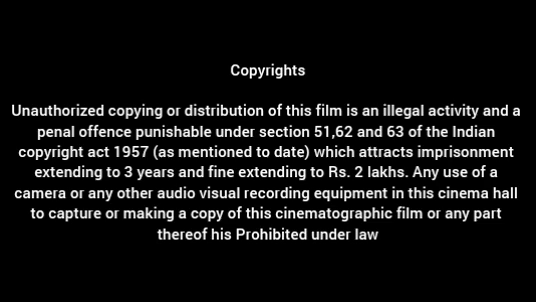 Copyrights
Unauthorized copying or distribution of this film is an illegal activity and a
penal offence punishable under section 51,62 and 63 of the Indian
copyright act 1957 (as mentioned to date) which attracts imprisonment
extending to 3 years and fine extending to Rs. 2 lakhs. Any use of a
camera or any other audio visual recording equipment in this cinema hall
to capture or making a copy of this cinematographic film or any part
thereof his Prohibited under law